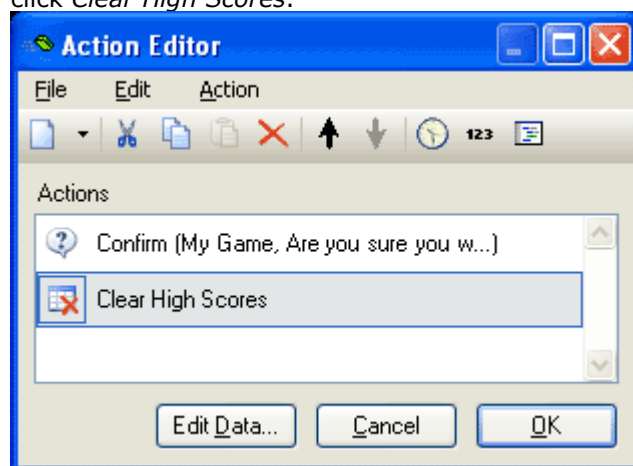 click Clear High Scores.
Action Editor
File Edit Action
123
Actions
Confirm (My Game, Are you sure you w...)
Clear High Scores
Edit Data... Cancel OK